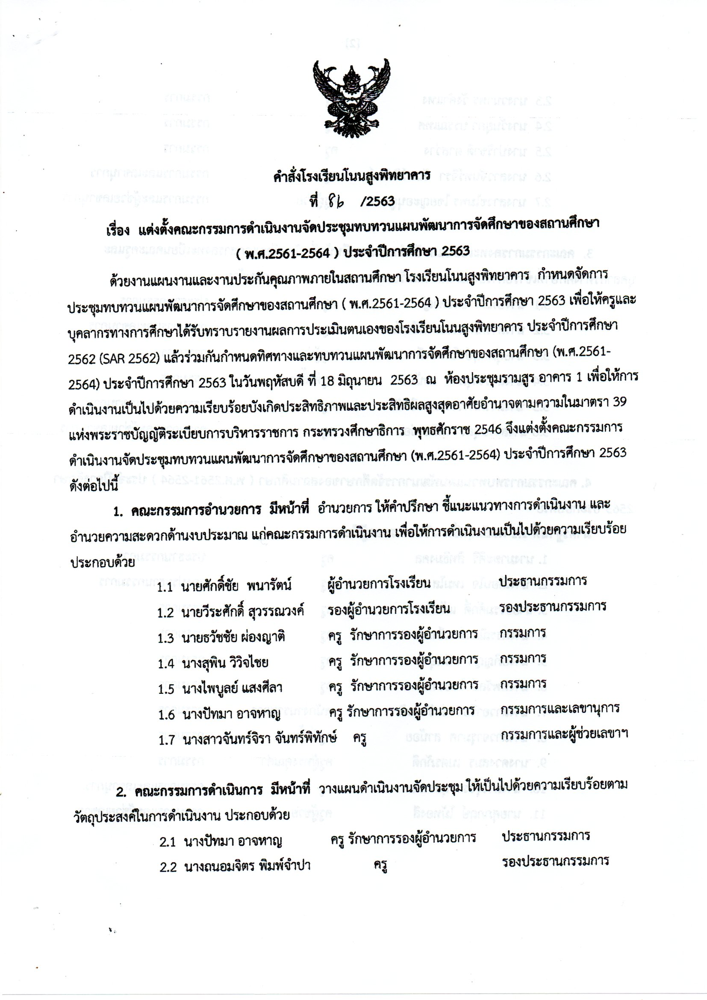 คำสั่งโรงเรียนโนนสูงพิทยาคาร
ที่ 86 /2563
เรื่อง แต่งตั้งคณะกรรมการดำเนินงานจัดประชุมทบทวนแผนพัฒนาการจัดศึกษาของสถานศึกษา
( พ.ศ.2561-2564 ) ประจำปีการศึกษา 2563
ด้วยงานแผนงานและงานประกันคุณภาพภายในสถานศึกษา โรงเรียนโนนสูงพิทยาคาร กำหนดจัดการ
ประชุมทบทวนแผนพัฒนาการจัดศึกษาของสถานศึกษา ( พ.ศ.2561-2564 ) ประจำปีการศึกษา 2563 เพื่อให้ครูและ
บุคลากรทางการศึกษาได้รับทราบรายงานผลการประเมินตนเองของโรงเรียนโนนสูงพิทยาคาร ประจำปีการศึกษา
2562 (SAR 2562) แล้วร่วมกันกำหนดทิศทางและทบทวนแผนพัฒนาการจัดศึกษาของสถานศึกษา (พ.ศ.2561-
2564) ประจำปีการศึกษา 2563 ในวันพฤหัสบดี ที่ 18 มิถุนายน 2563 ณ ห้องประชุมรามสูร อาคาร 1 เพื่อให้การ
ดำเนินงานเป็นไปด้วยความเรียบร้อยบังเกิดประสิทธิภาพและประสิทธิผลสูงสุดอาศัยอำนาจตามความในมาตรา 39
แห่งพระราชบัญญัติระเบียบการบริหารราชการ กระทรวงศึกษาธิการ พุทธศักราช 2546 จึงแต่งตั้งคณะกรรมการ
ดำเนินงานจัดประชุมทบทวนแผนพัฒนาการจัดศึกษาของสถานศึกษา (พ.ศ.2561-2564) ประจำปีการศึกษา 2563
ดังต่อไปนี้
1. คณะกรรมการอำนวยการ มีหน้าที่ อำนวยการ ให้คำปรึกษา ชี้แนะแนวทางการดำเนินงาน และ
อำนวยความสะดวกด้านงบประมาณ แก่คณะกรรมการดำเนินงาน เพื่อให้การดำเนินงานเป็นไปด้วยความเรียบร้อย
ประกอบด้วย
1.1 นายศักดิ์ชัย พนารัตน์ ผู้อำนวยการโรงเรียน ประธานกรรมการ
1.2 นายวีระศักดิ์ สุวรรณวงค์ รองผู้อำนวยการโรงเรียน รองประธานกรรมการ
1.3 นายธวัชชัย ผ่องญาติ ครู รักษาการรองผู้อำนวยการ กรรมการ
1.4 นางสุพิน วิวิจไชย ครู รักษาการรองผู้อำนวยการ กรรมการ
1.5 นางไพบูลย์ แสงศีลา ครู รักษาการรองผู้อำนวยการ กรรมการ
1.6 นางปัทมา อาจหาญ ครู รักษาการรองผู้อำนวยการ กรรมการและเลขานุการ
1.7 นางสาวจันทร์จิรา จันทร์พิทักษ์ ครู กรรมการและผู้ช่วยเลขาฯ
2. คณะกรรมการดำเนินการ มีหน้าที่ วางแผนดำเนินงานจัดประชุม ให้เป็นไปด้วยความเรียบร้อยตาม
วัตถุประสงค์ในการดำเนินงาน ประกอบด้วย
2.1 นางปัทมา อาจหาญ ครู รักษาการรองผู้อำนวยการ ประธานกรรมการ
2.2 นางถนอมจิตร พิมพ์จำปา ครู รองประธานกรรมการ